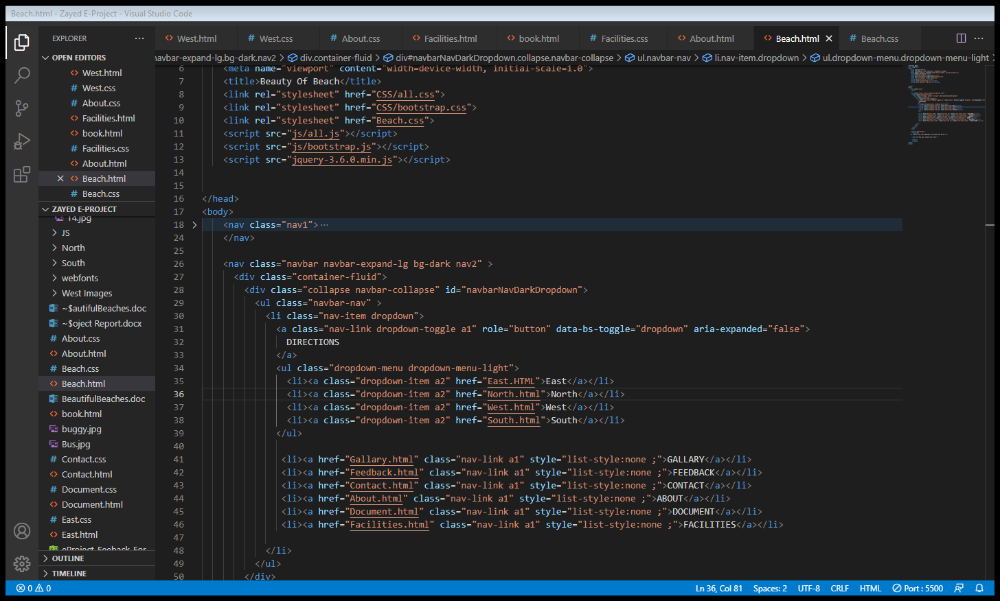 Beach.html - Zayed E-Project - Visual Studio Code
EXPLORER
West.html West.css About.css Facilities.html book.html Facilities.css About.html Beach.html Beach.css
navbar-expand-lg.bg-dark.nav2 > div.container-fluid > div#navbarNavDarkDropdown.collapse.navbar-collapse > ul.navbar-nav > li.nav-item.dropdown > ul.dropdown-menu.dropdown-menu-light >
OPEN EDITORS
West.html
West.css
About.css
Facilities.html
book.html
Facilities.css
About.html
Beach.html
Beach.css
ZAYED E-PROJECT
14.jpg
JS
North
South
webfonts
West Images
~$autifulBeaches.doc
~$oject Report.docx
About.css
About.html
Beach.css
Beach.html
BeautifulBeaches.doc
book.html
buggy.jpg
Bus.jpg
Contact.css
Contact.html
Document.css
Document.html
East.css
East.html
eProject_Feeback_For
OUTLINE
TIMELINE
6 <meta name="viewport" content="width=device-width, initial-scale=1.0">
7 <title>Beauty Of Beach</title>
8 <link rel="stylesheet" href="CSS/all.css">
9 <link rel="stylesheet" href="CSS/bootstrap.css">
10 <link rel="stylesheet" href="Beach.css">
11 <script src="js/all.js"></script>
12 <script src="js/bootstrap.js"></script>
13 <script src="jquery-3.6.0.min.js"></script>
14
15
16 </head>
17 <body>
18 <nav class="nav1">···
24 </nav>
25
26 <nav class="navbar navbar-expand-lg bg-dark nav2" >
27 <div class="container-fluid">
28 <div class="collapse navbar-collapse" id="navbarNavDarkDropdown">
29 <ul class="navbar-nav" >
30 <li class="nav-item dropdown">
31 <a class="nav-link dropdown-toggle a1" role="button" data-bs-toggle="dropdown" aria-expanded="false">
32 DIRECTIONS
33 </a>
34 <ul class="dropdown-menu dropdown-menu-light">
35 <li><a class="dropdown-item a2" href="East.HTML">East</a></li>
36 <li><a class="dropdown-item a2" href="North.html">North</a></li>
37 <li><a class="dropdown-item a2" href="West.html">West</a></li>
38 <li><a class="dropdown-item a2" href="South.html">South</a></li>
39 </ul>
40
41 <li><a href="Gallary.html" class="nav-link a1" style="list-style:none ;">GALLARY</a></li>
42 <li><a href="Feedback.html" class="nav-link a1" style="list-style:none ;">FEEDBACK</a></li>
43 <li><a href="Contact.html" class="nav-link a1" style="list-style:none ;">CONTACT</a></li>
44 <li><a href="About.html" class="nav-link a1" style="list-style:none ;">ABOUT</a></li>
45 <li><a href="Document.html" class="nav-link a1" style="list-style:none ;">DOCUMENT</a></li>
46 <li><a href="Facilities.html" class="nav-link a1" style="list-style:none ;">FACILITIES</a></li>
47
48 </li>
49 </ul>
50 </div>
0 0 Ln 36, Col 81 Spaces: 2 UTF-8 CRLF HTML Port : 5500